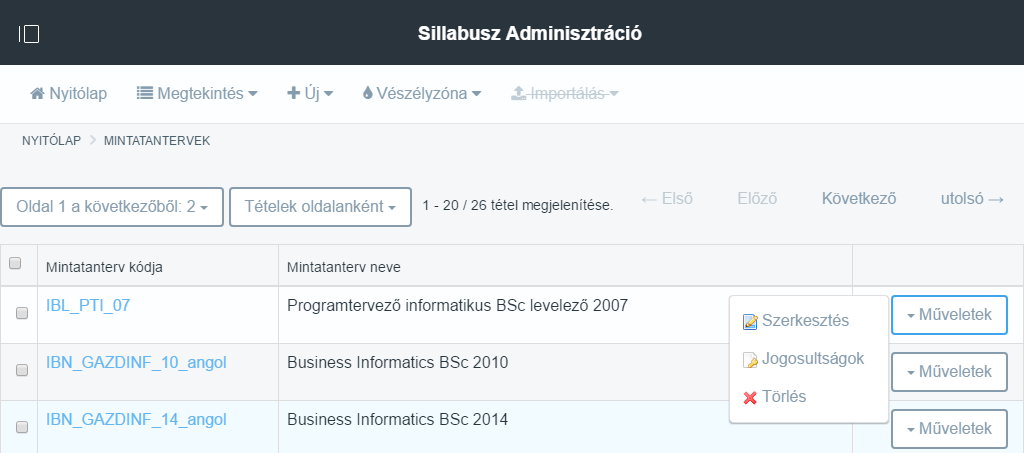 Sillabusz Adminisztráció
Nyitólap Megtekintés Új Vészélyzóna Importálás
NYITÓLAP MINTATANTERVEK
Oldal 1 a következőből: 2 Tételek oldalanként 1 - 20 / 26 tétel megjelenítése. ← Első Előző Következő utolsó →
Mintatanterv kódja Mintatanterv neve
IBL_PTI_07 Programtervező informatikus BSc levelező 2007 Műveletek
Szerkesztés
Jogosultságok
Törlés
IBN_GAZDINF_10_angol Business Informatics BSc 2010 Műveletek
IBN_GAZDINF_14_angol Business Informatics BSc 2014 Műveletek